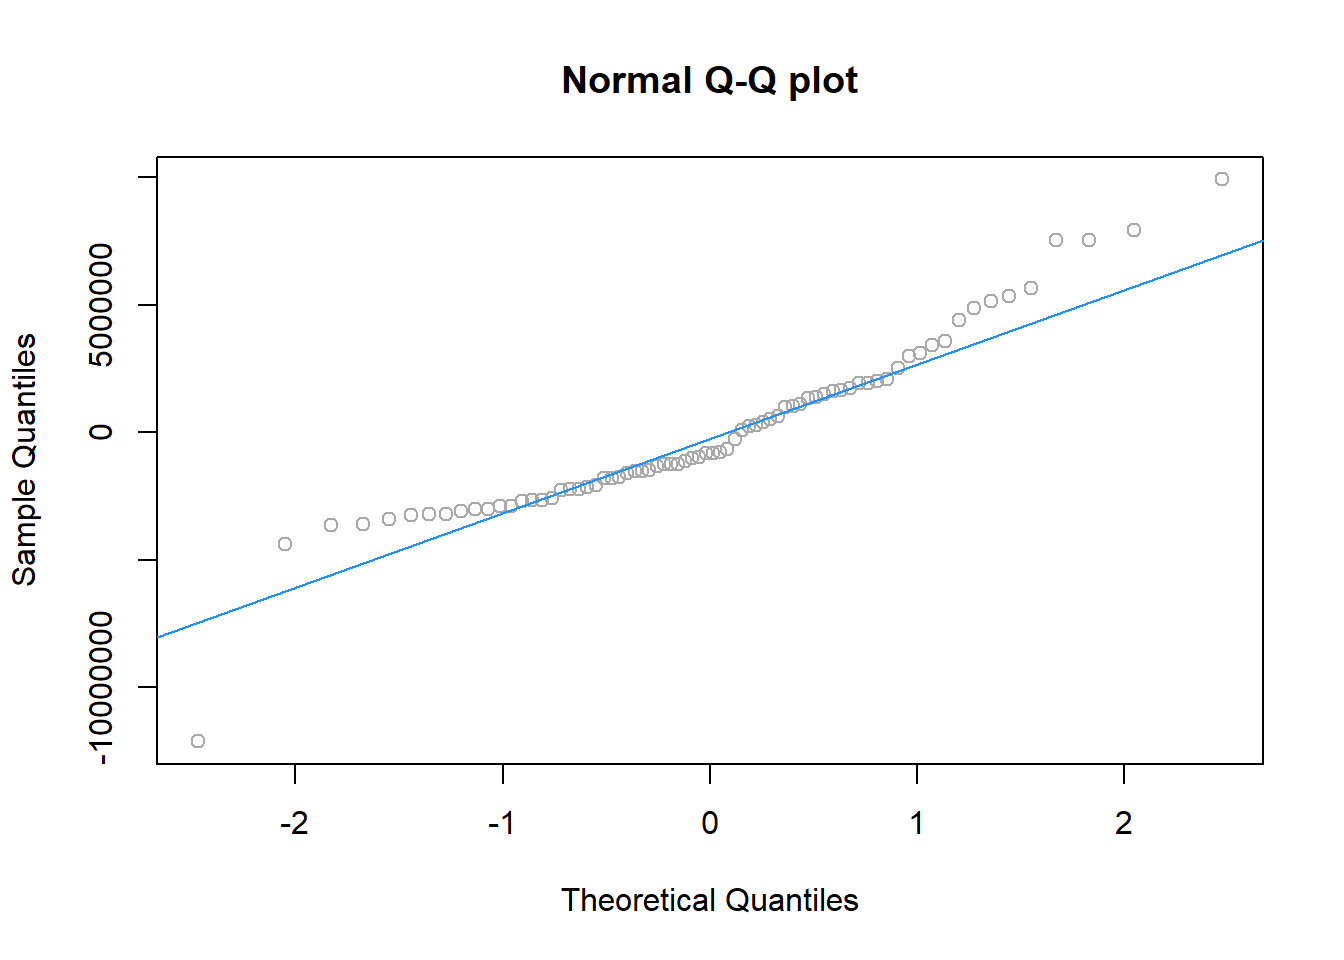 Normal Q-Q plot
Sample Quantiles
5000000
0
-10000000
-2 -1 0 1 2
Theoretical Quantiles